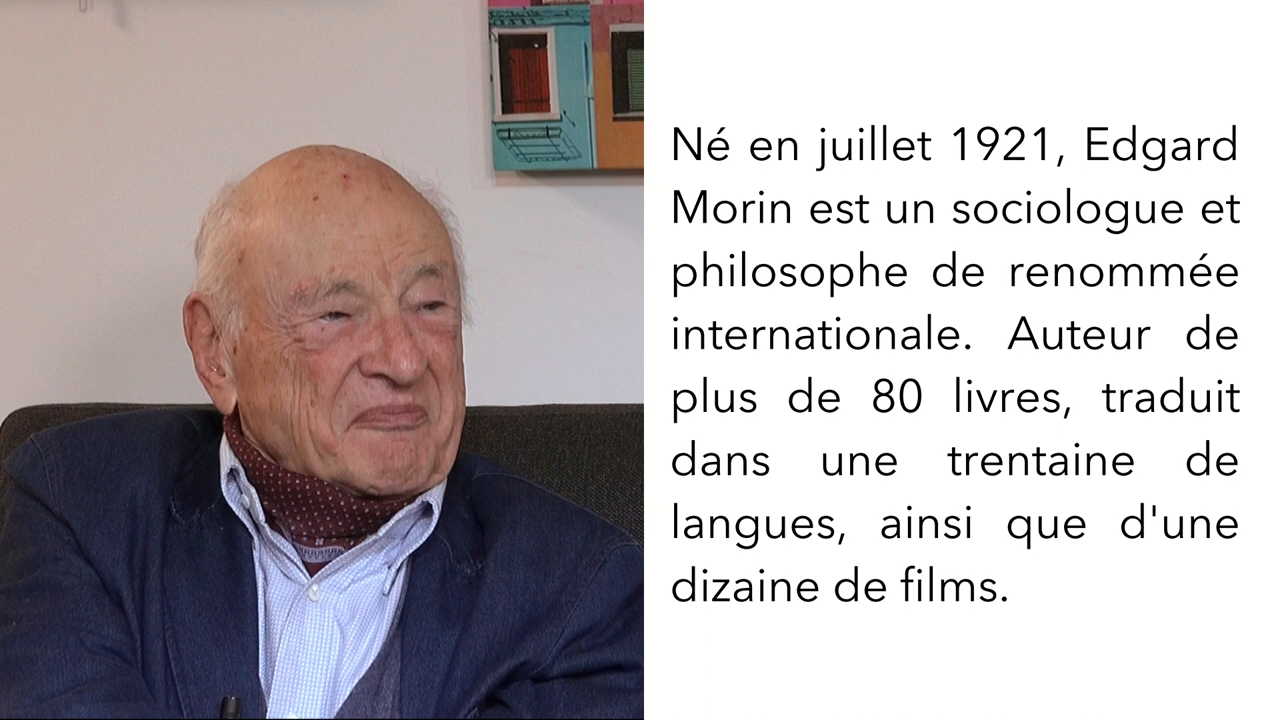 Né en juillet 1921, Edgard
Morin est un sociologue et
philosophe de renommée
internationale. Auteur de
plus de 80 livres, traduit
dans une trentaine de
langues, ainsi que d'une
dizaine de films.